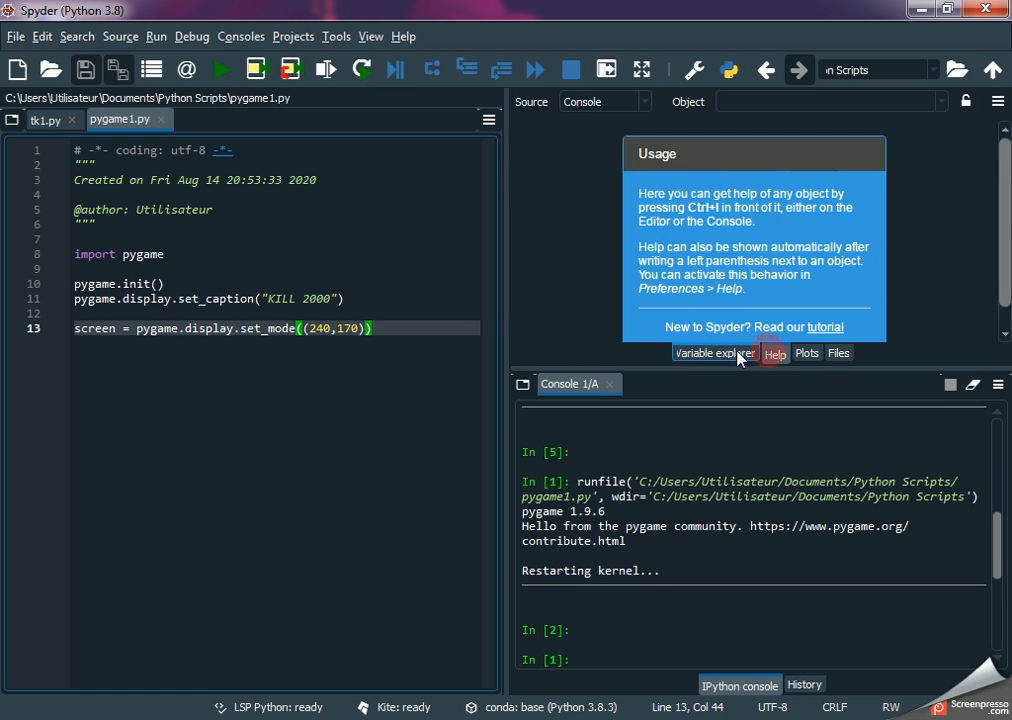 Spyder (Python 3.8)
File Edit Search Source Run Debug Consoles Projects Tools View Help
n Scripts
C:\Users\Utilisateur\Documents\Python Scripts\pygame1.py
Source Console Object
tk1.py pygame1.py
1 # -*- coding: utf-8 -*-
2 """
3 Created on Fri Aug 14 20:53:33 2020
4
5 @author: Utilisateur
6 """
7
8 import pygame
9
10 pygame.init()
11 pygame.display.set_caption("KILL 2000")
12
13 screen = pygame.display.set_mode((240,170))
Usage
Here you can get help of any object by
pressing Ctrl+I in front of it, either on the
Editor or the Console.
Help can also be shown automatically after
writing a left parenthesis next to an object.
You can activate this behavior in
Preferences > Help.
New to Spyder? Read our tutorial
Variable explorer Help Plots Files
Console 1/A
In [5]:
In [1]: runfile('C:/Users/Utilisateur/Documents/Python Scripts/
pygame1.py', wdir='C:/Users/Utilisateur/Documents/Python Scripts')
pygame 1.9.6
Hello from the pygame community. https://www.pygame.org/
contribute.html
Restarting kernel...
In [2]:
In [1]:
IPython console History
LSP Python: ready Kite: ready conda: base (Python 3.8.3) Line 13, Col 44 UTF-8 CRLF RW
Screenpresso
.com